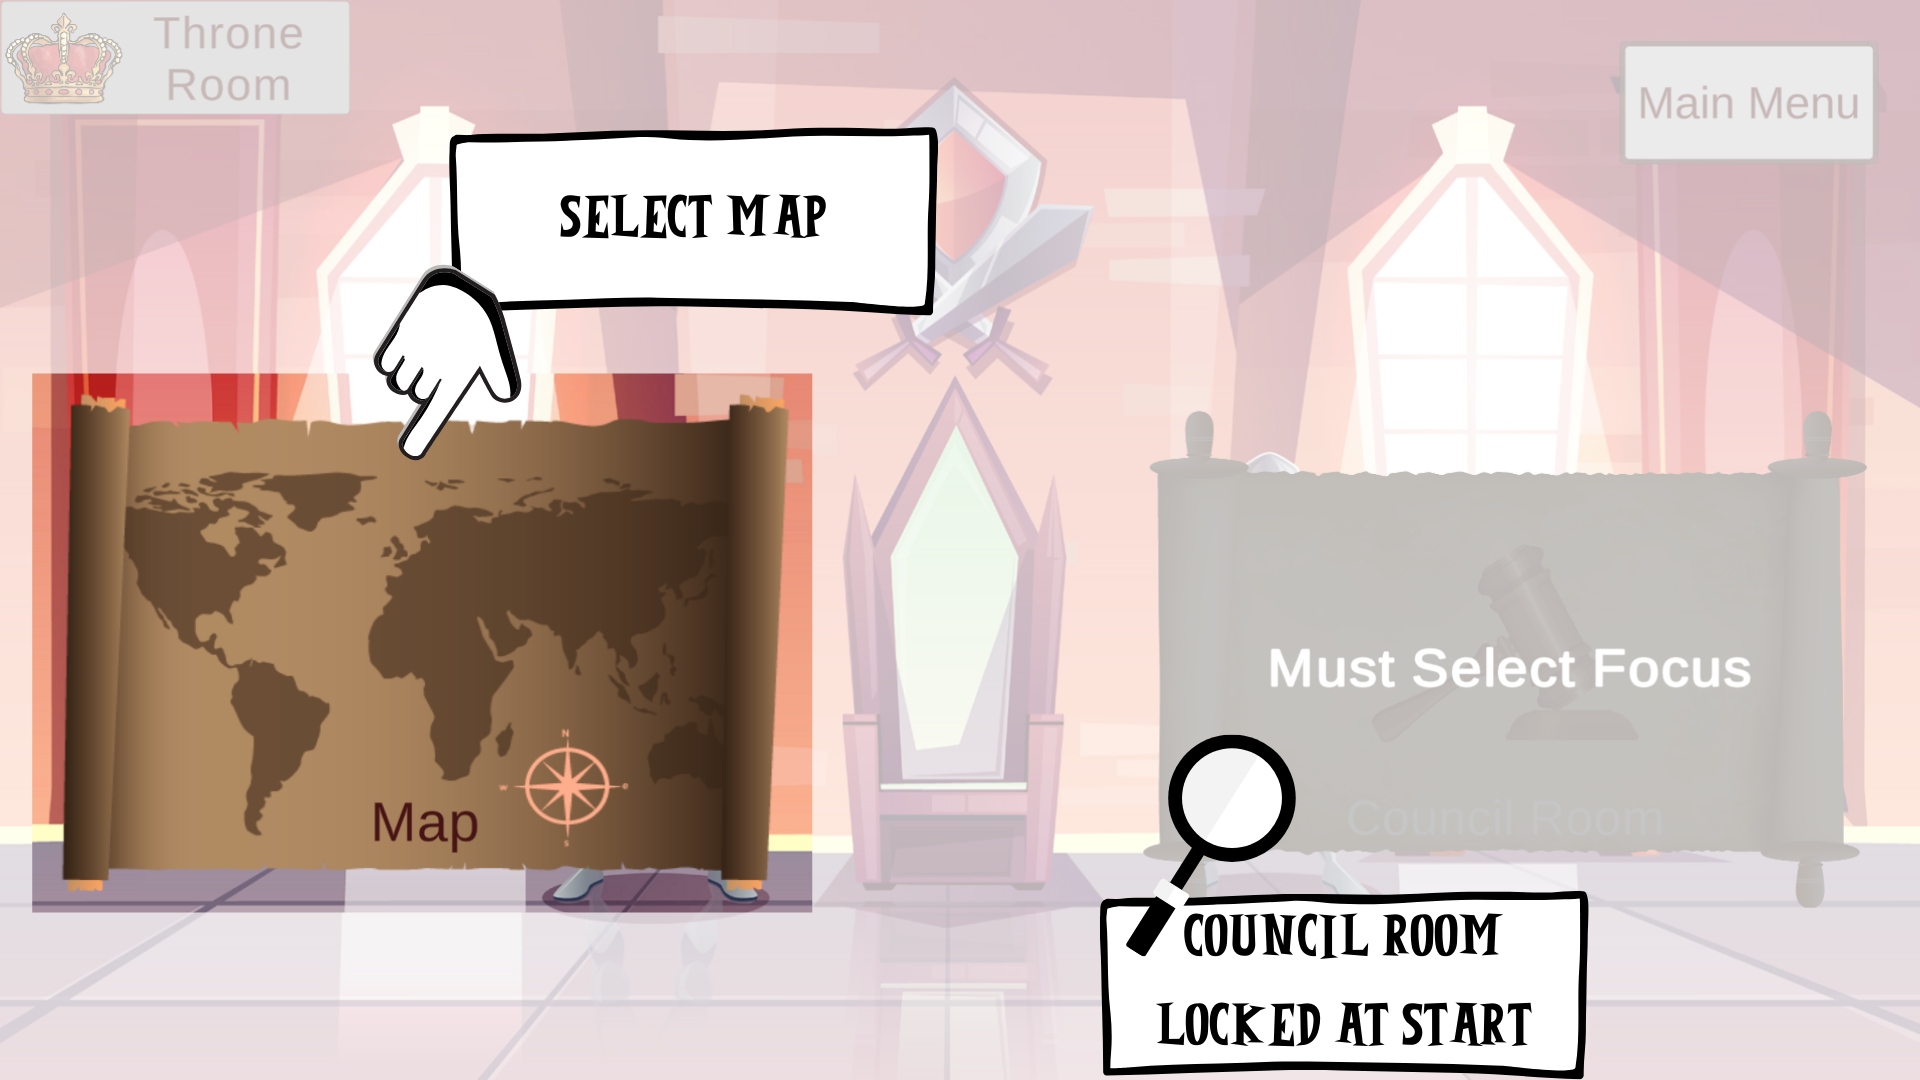 Throne
Room
Main Menu
SELECT MAP
N
W
E
S
Map
Must Select Focus
Council Room
COUNCIL ROOM
LOCKED AT START